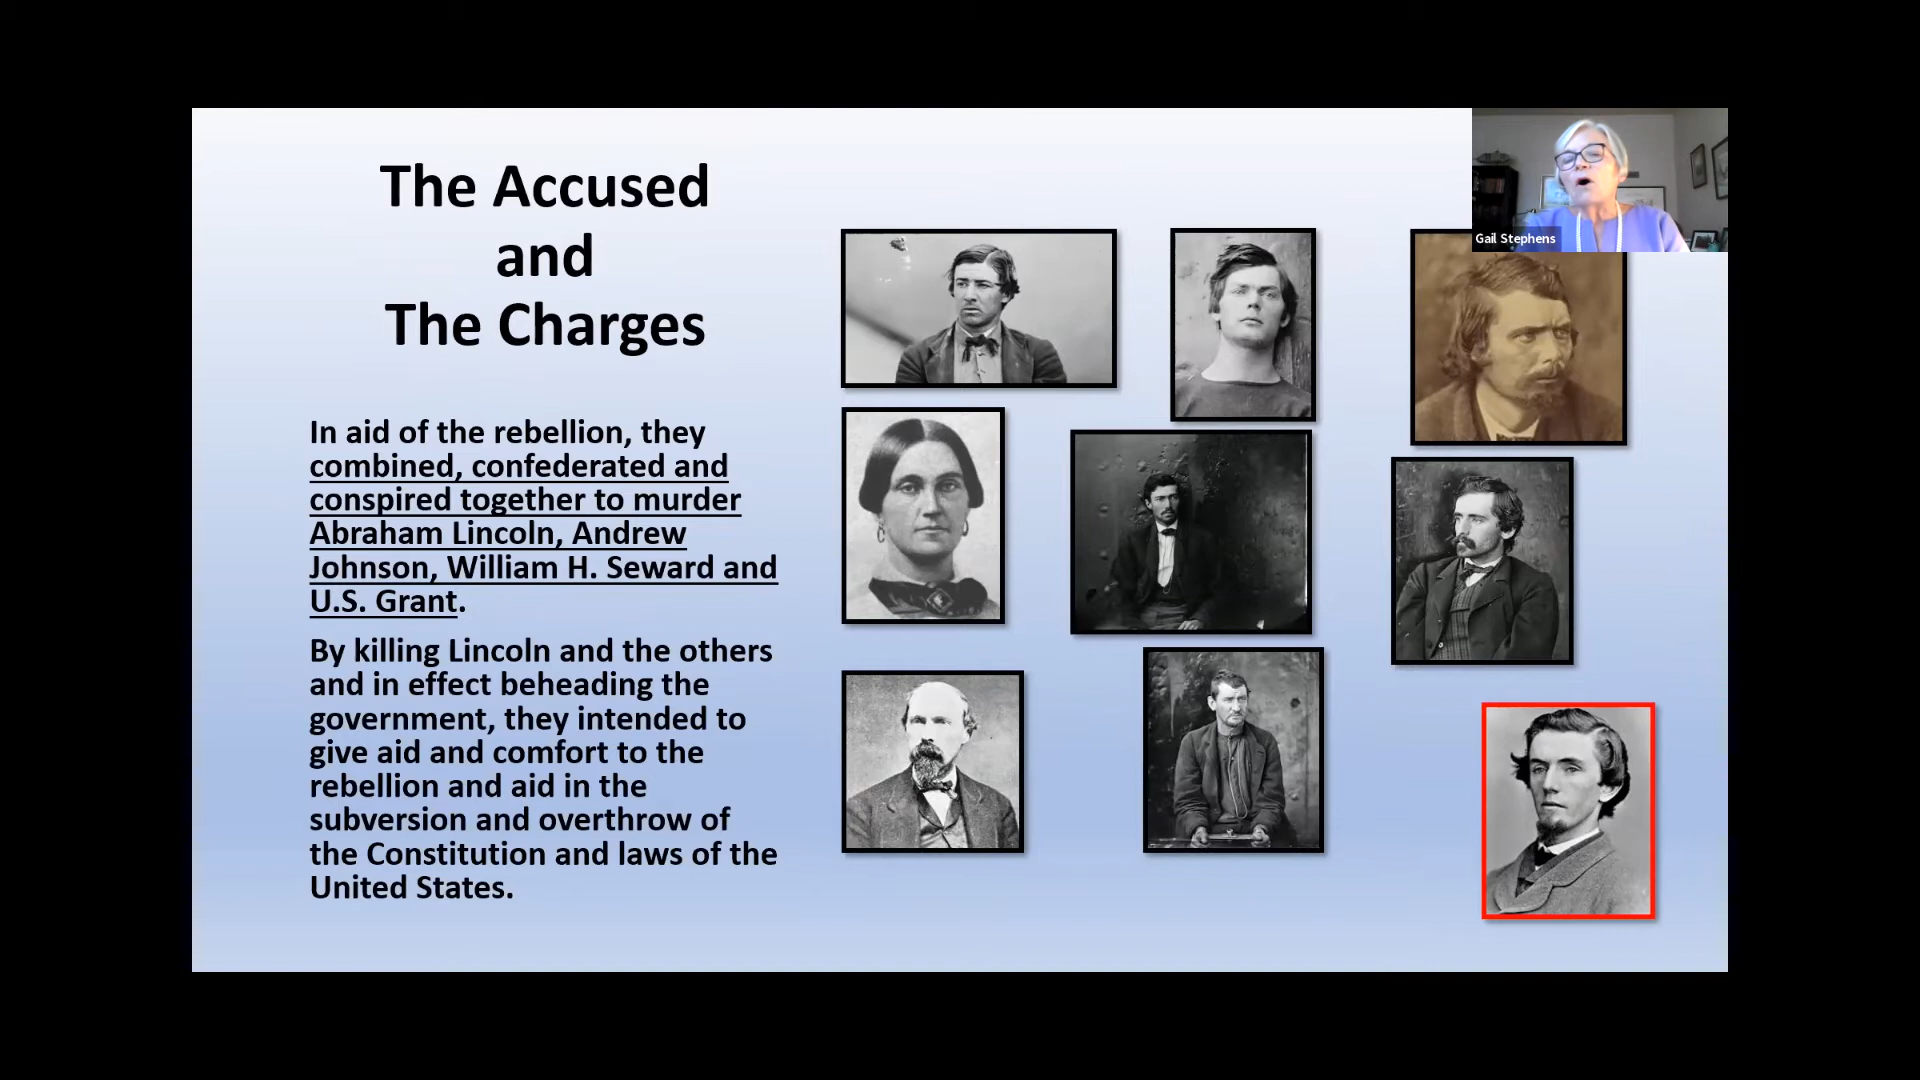 The Accused
and
The Charges
In aid of the rebellion, they
combined, confederated and
conspired together to murder
Abraham Lincoln, Andrew
Johnson, William H. Seward and
U.S. Grant.
By killing Lincoln and the others
and in effect beheading the
government, they intended to
give aid and comfort to the
rebellion and aid in the
subversion and overthrow of
the Constitution and laws of the
United States.
Gail Stephens